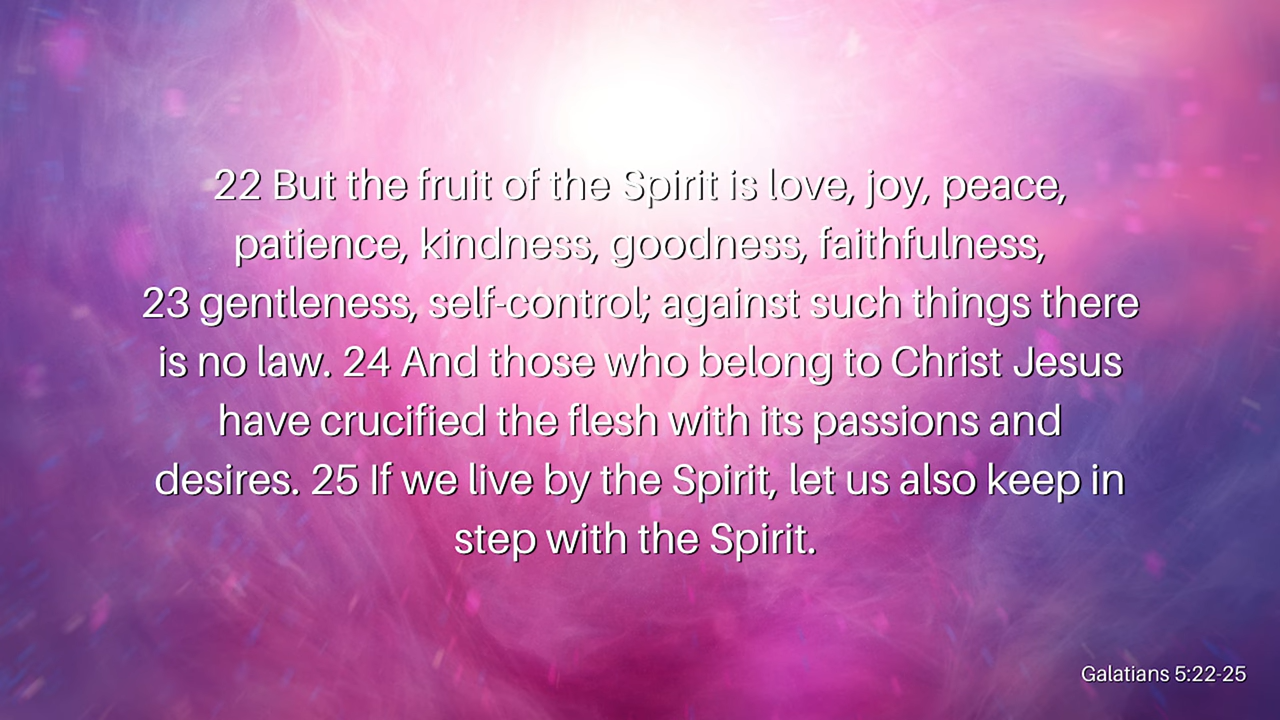 22 But the fruit of the Spirit is love, joy, peace,
patience, kindness, goodness, faithfulness,
23 gentleness, self-control; against such things there
is no law. 24 And those who belong to Christ Jesus
have crucified the flesh with its passions and
desires. 25 If we live by the Spirit, let us also keep in
step with the Spirit.
Galatians 5:22-25